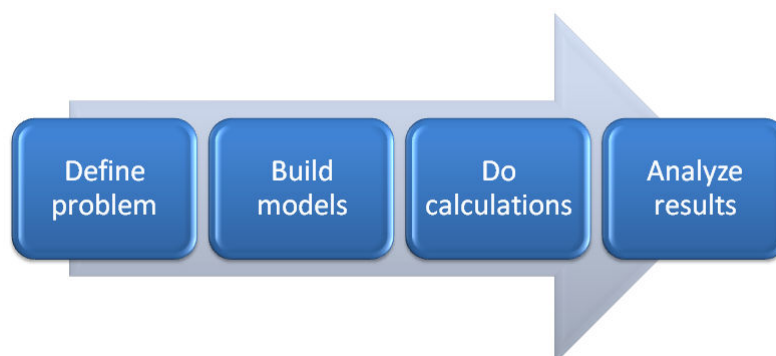 Define
problem
Build
models
Do
calculations
Analyze
results